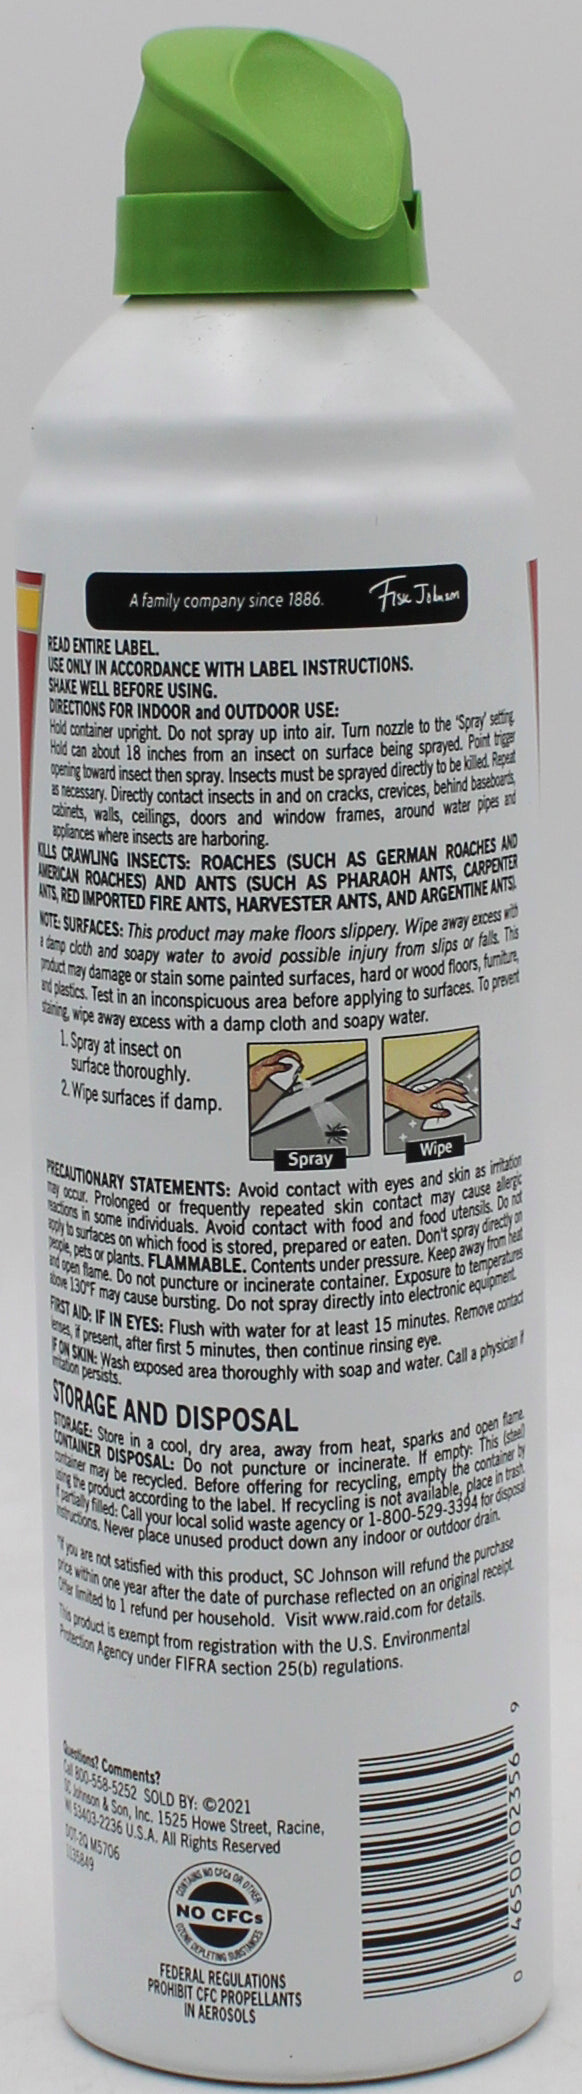 A family company since 1886. Fisk Johnson
READ ENTIRE LABEL.
USE ONLY IN ACCORDANCE WITH LABEL INSTRUCTIONS.
SHAKE WELL BEFORE USING.
DIRECTIONS FOR INDOOR and OUTDOOR USE:
Hold container upright. Do not spray up into air. Turn nozzle to the 'Spray' setting.
Hold can about 18 inches from an insect on surface being sprayed. Point trigger
opening toward insect then spray. Insects must be sprayed directly to be killed. Repeat
as necessary. Directly contact insects in and on cracks, crevices, behind baseboards,
cabinets, walls, ceilings, doors and window frames, around water pipes and
appliances where insects are harboring.
KILLS CRAWLING INSECTS: ROACHES (SUCH AS GERMAN ROACHES AND
AMERICAN ROACHES) AND ANTS (SUCH AS PHARAOH ANTS, CARPENTER
ANTS, RED IMPORTED FIRE ANTS, HARVESTER ANTS, AND ARGENTINE ANTS).
NOTE: SURFACES: This product may make floors slippery. Wipe away excess with
a damp cloth and soapy water to avoid possible injury from slips or falls. This
product may damage or stain some painted surfaces, hard or wood floors, furniture,
and plastics. Test in an inconspicuous area before applying to surfaces. To prevent
staining, wipe away excess with a damp cloth and soapy water.
1. Spray at insect on
surface thoroughly.
2. Wipe surfaces if damp.
Spray
Wipe
PRECAUTIONARY STATEMENTS: Avoid contact with eyes and skin as irritation
may occur. Prolonged or frequently repeated skin contact may cause allergic
reactions in some individuals. Avoid contact with food and food utensils. Do not
apply to surfaces on which food is stored, prepared or eaten. Don't spray directly on
people, pets or plants. FLAMMABLE. Contents under pressure. Keep away from heat
and open flame. Do not puncture or incinerate container. Exposure to temperatures
above 130°F may cause bursting. Do not spray directly into electronic equipment.
FIRST AID: IF IN EYES: Flush with water for at least 15 minutes. Remove contact
lenses, if present, after first 5 minutes, then continue rinsing eye.
IF ON SKIN: Wash exposed area thoroughly with soap and water. Call a physician if
irritation persists.
STORAGE AND DISPOSAL
STORAGE: Store in a cool, dry area, away from heat, sparks and open flame.
CONTAINER DISPOSAL: Do not puncture or incinerate. If empty: This (steel)
container may be recycled. Before offering for recycling, empty the container by
using the product according to the label. If recycling is not available, place in trash.
If partially filled: Call your local solid waste agency or 1-800-529-3394 for disposal
instructions. Never place unused product down any indoor or outdoor drain.
*If you are not satisfied with this product, SC Johnson will refund the purchase
price within one year after the date of purchase reflected on an original receipt.
Offer limited to 1 refund per household. Visit www.raid.com for details.
This product is exempt from registration with the U.S. Environmental
Protection Agency under FIFRA section 25(b) regulations.
Questions? Comments?
Call 800-558-5252 SOLD BY: ©2021
SC Johnson & Son, Inc. 1525 Howe Street, Racine,
WI 53403-2236 U.S.A. All Rights Reserved
DOT-2Q M5706
CONTAINS NO CFCs OR OTHER
NO CFCs
OZONE DEPLETING SUBSTANCES
FEDERAL REGULATIONS
PROHIBIT CFC PROPELLANTS
IN AEROSOLS
0 46500 02356 9